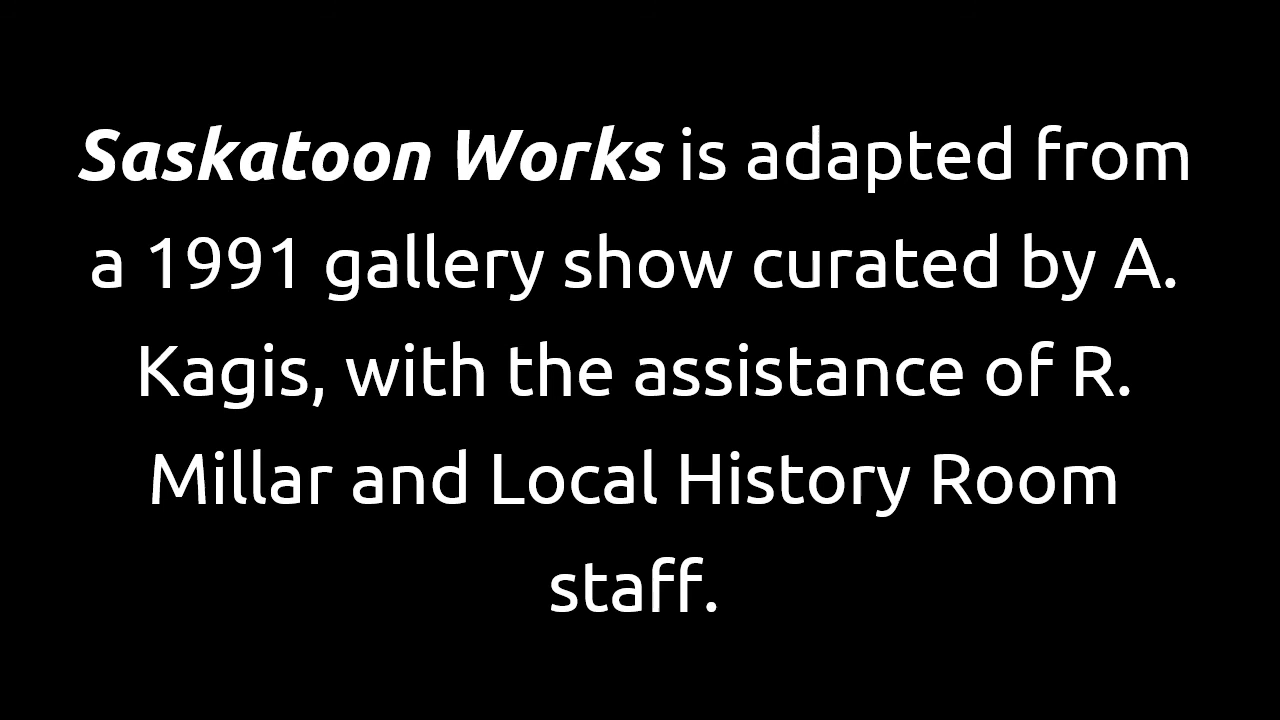 Saskatoon Works is adapted from
a 1991 gallery show curated by A.
Kagis, with the assistance of R.
Millar and Local History Room
staff.